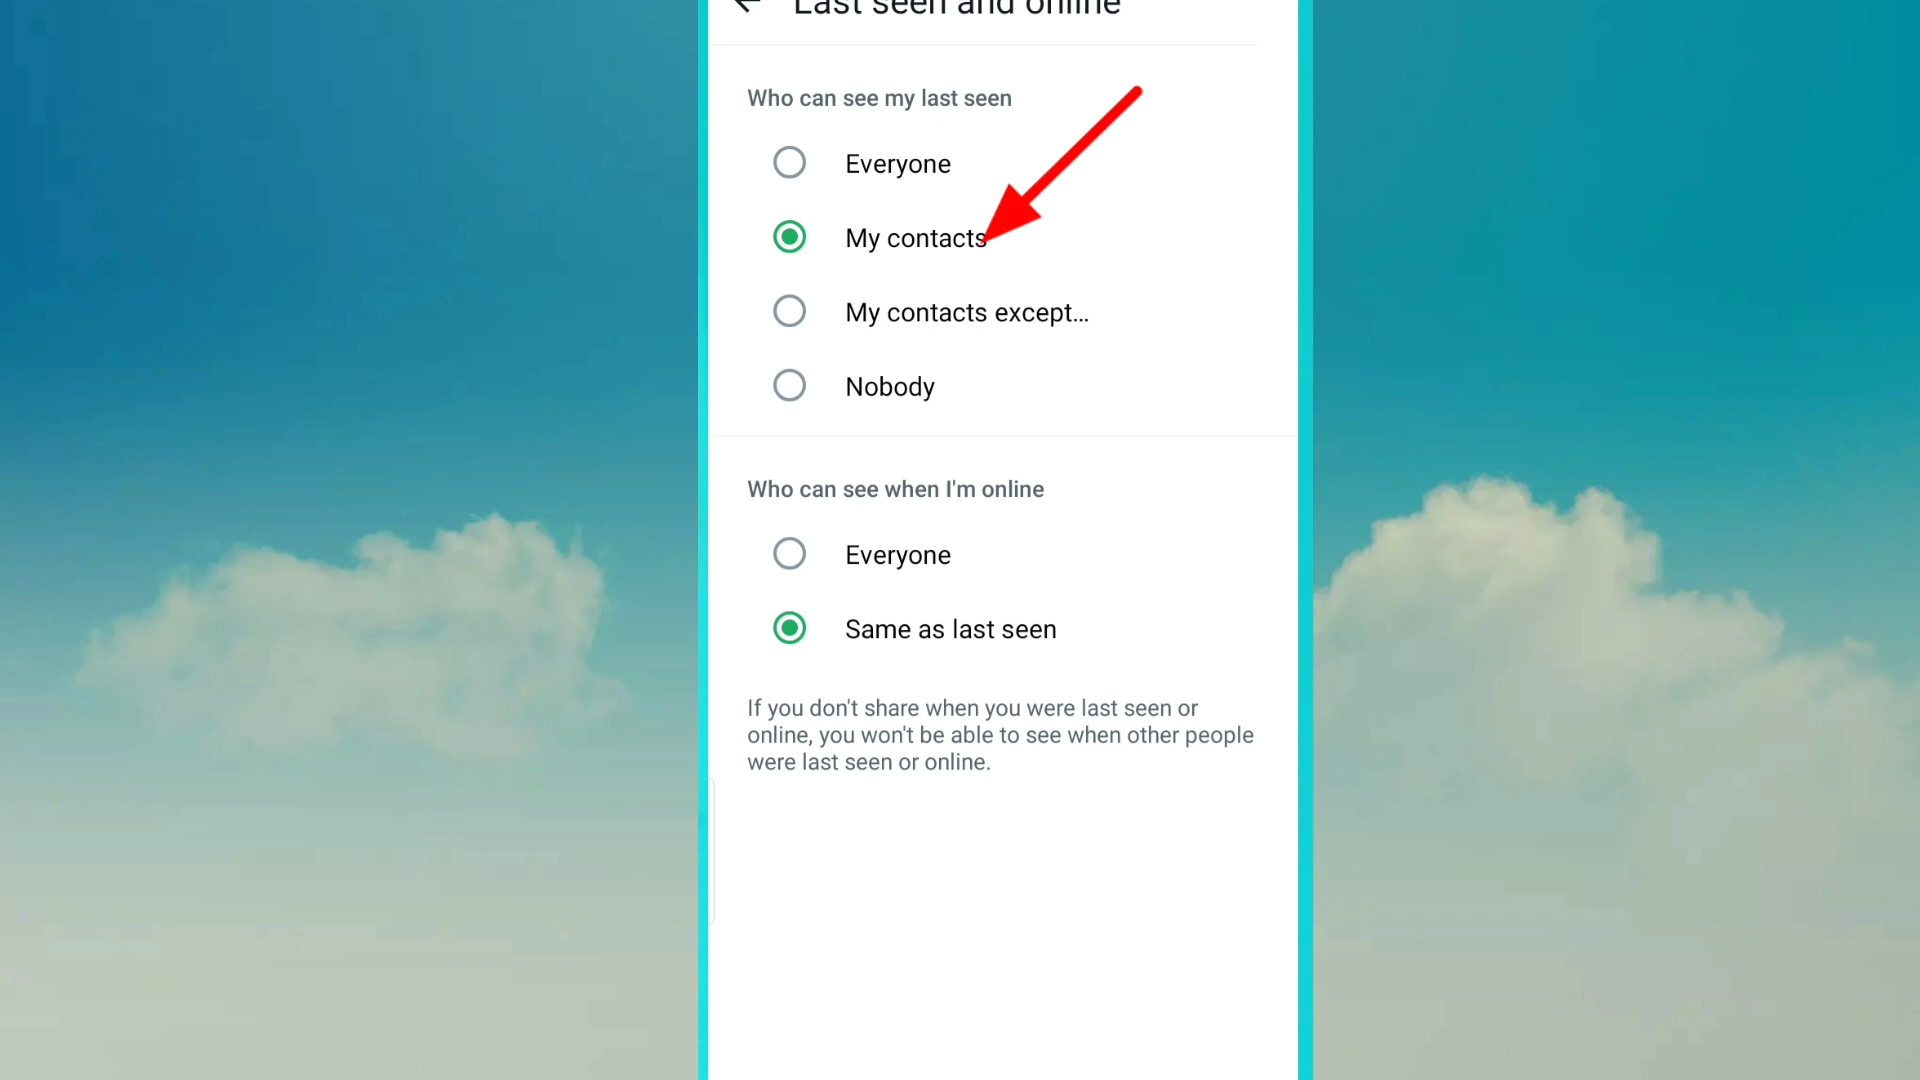 Last seen and online
Who can see my last seen
Everyone
My contacts
My contacts except...
Nobody
Who can see when I'm online
Everyone
Same as last seen
If you don't share when you were last seen or
online, you won't be able to see when other people
were last seen or online.